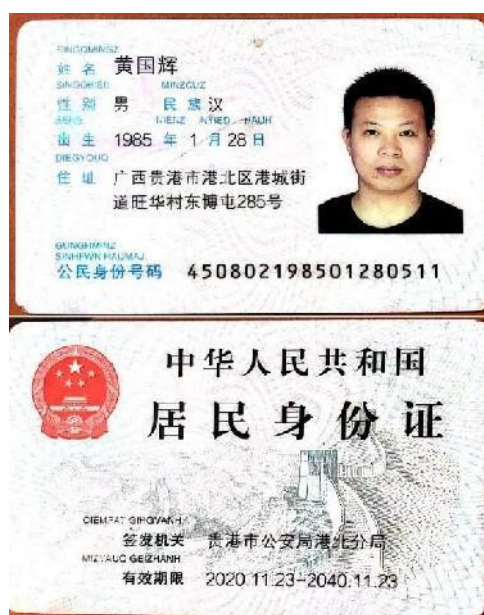 姓 名 黄国辉
MINZCUZ
性 别 男 民 族 汉
出 生 1985 年 1 月 28 日
DIEGYOUQ
住 址 广西贵港市港北区港城街
道旺华村东博屯285号
公民身份号码 450802198501280511
中华人民共和国
居民身份证
签发机关 贵港市公安局港北分局
有效期限 2020.11.23-2040.11.23